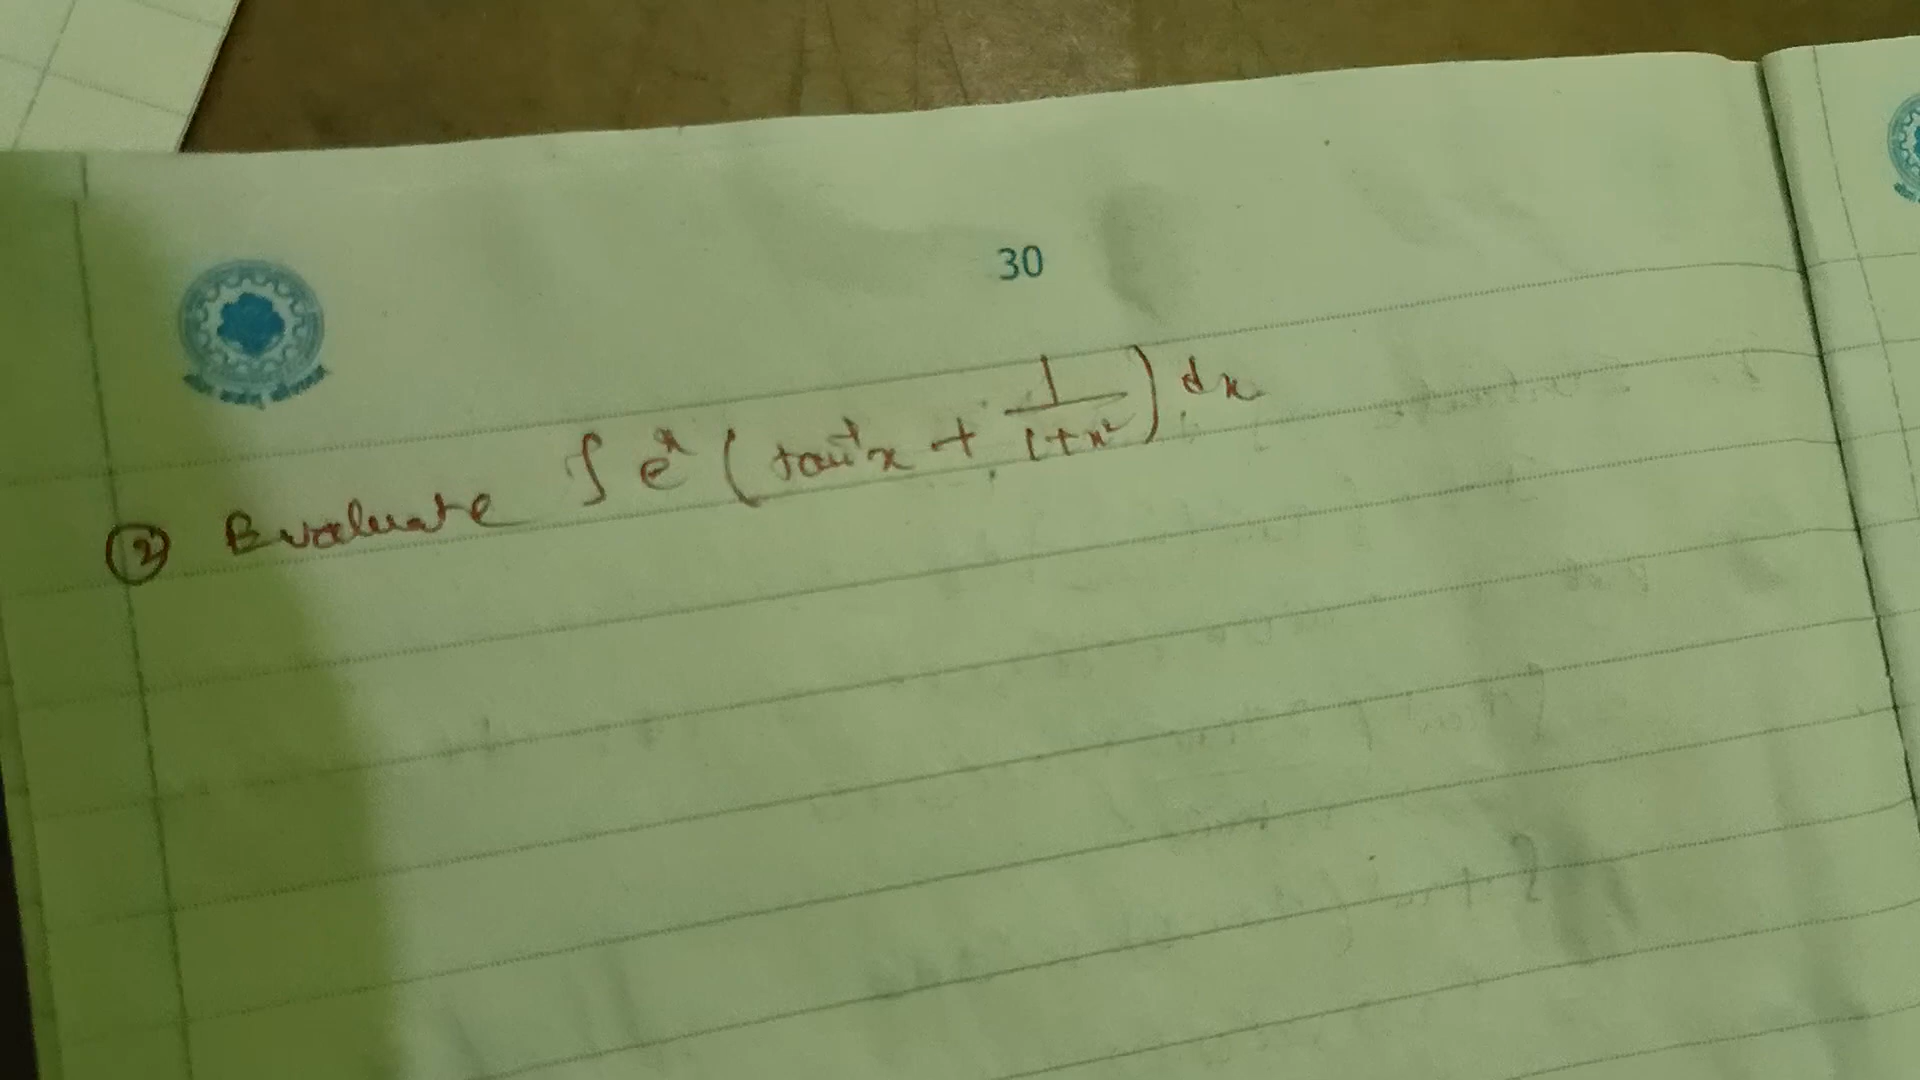 30
② Evaluate ∫ eˣ ( tan⁻¹x + 1/(1+x²) ) dx